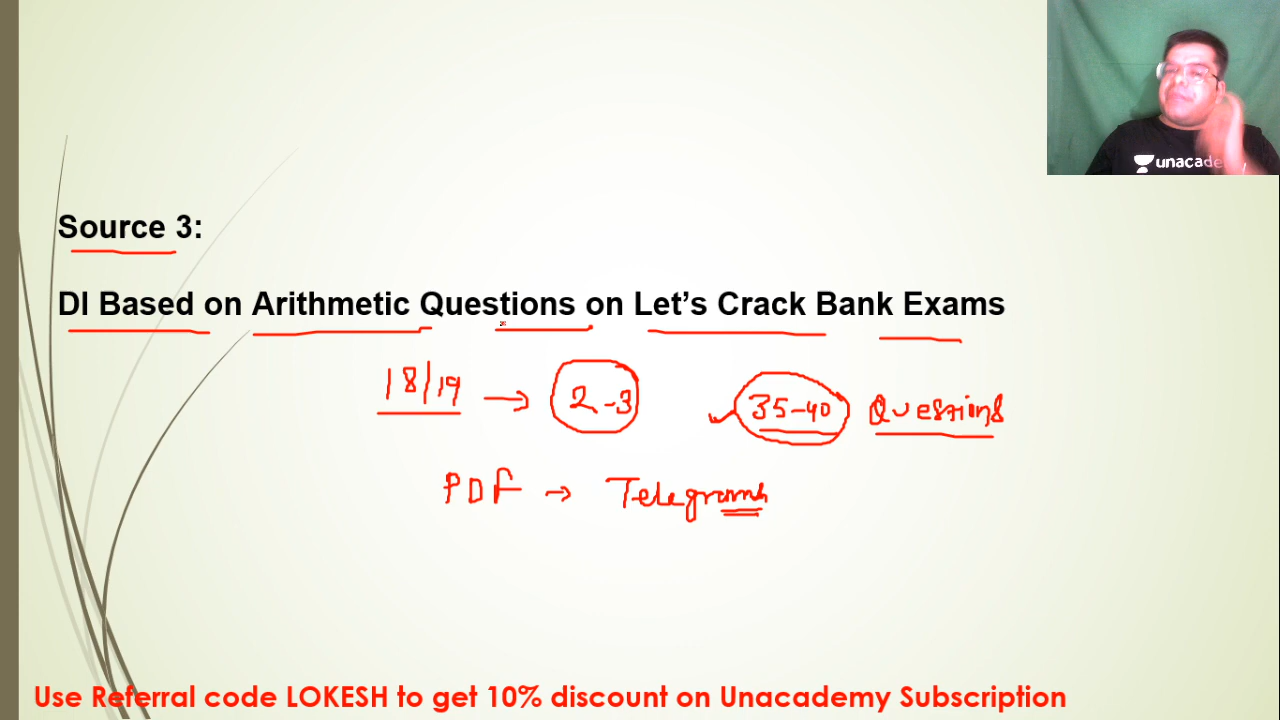 unacade
Source 3:
DI Based on Arithmetic Questions on Let's Crack Bank Exams
18/19 → 2-3 35-40 Questions
PDF → Telegram
Use Referral code LOKESH to get 10% discount on Unacademy Subscription